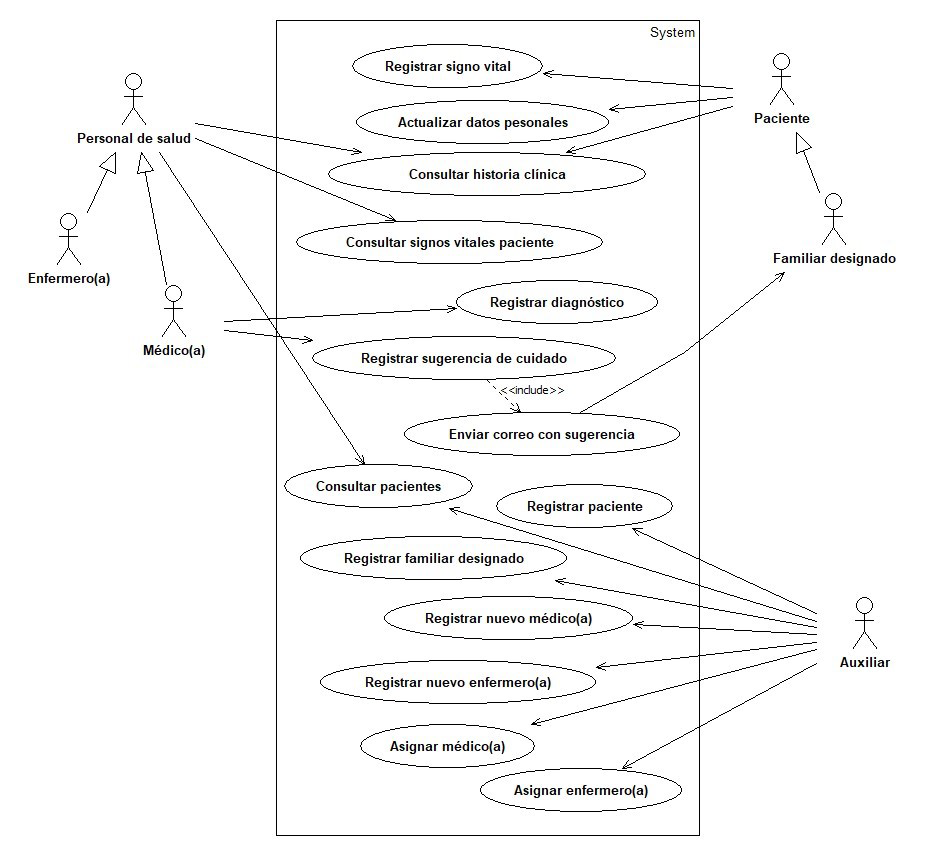 System
Registrar signo vital
Paciente
Actualizar datos pesonales
Personal de salud
Consultar historia clínica
Consultar signos vitales paciente
Familiar designado
Enfermero(a)
Registrar diagnóstico
Médico(a)
Registrar sugerencia de cuidado
<<include>>
Enviar correo con sugerencia
Consultar pacientes
Registrar paciente
Registrar familiar designado
Registrar nuevo médico(a)
Auxiliar
Registrar nuevo enfermero(a)
Asignar médico(a)
Asignar enfermero(a)